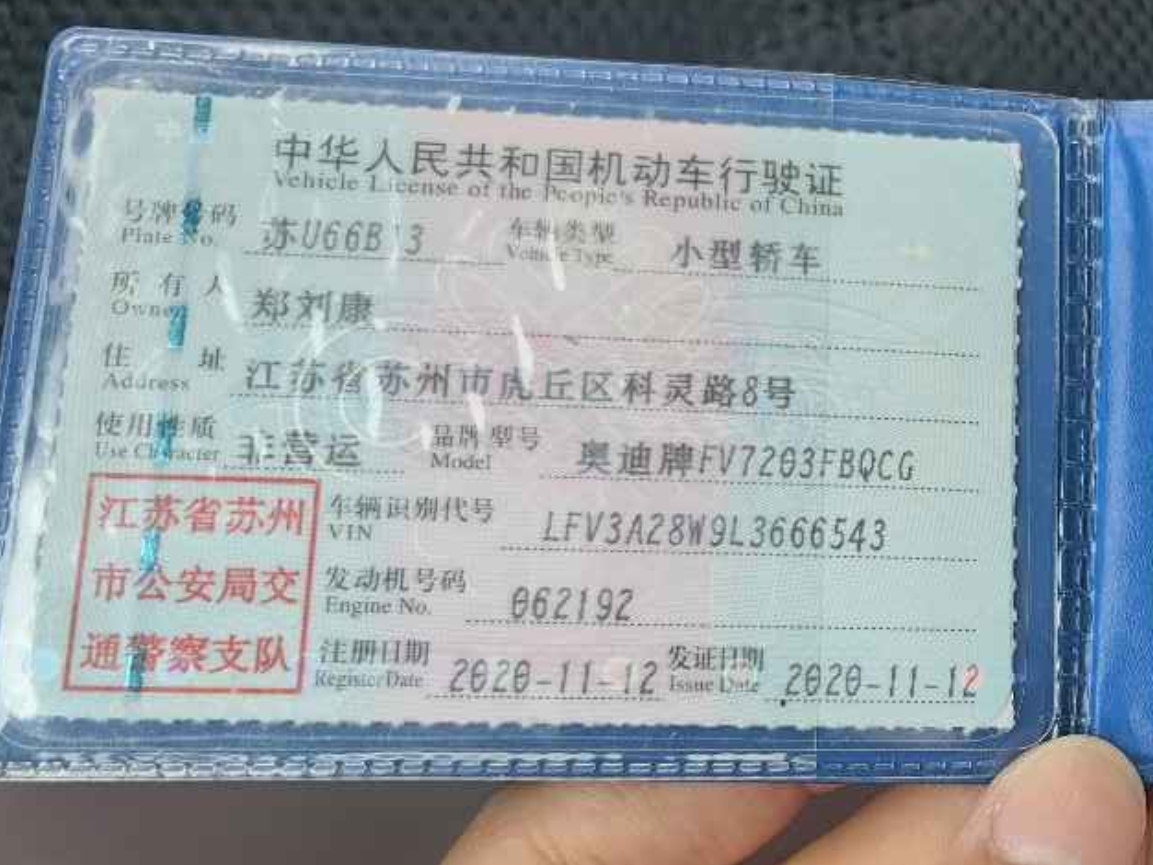 中华人民共和国机动车行驶证
Vehicle License of the People's Republic of China
号牌号码 苏U66B 3 车辆类型 小型轿车
Plate No. Vehicle Type
所有人 郑刘康
Owner
住址 江苏省苏州市虎丘区科灵路8号
Address
使用性质 非营运 品牌型号 奥迪牌FV7203FBQCG
Use Character Model
江苏省苏州
市公安局交
通警察支队
车辆识别代号 LFV3A28W9L3666543
VIN
发动机号码 062192
Engine No.
注册日期 2020-11-12 发证日期 2020-11-12
Register Date Issue Date